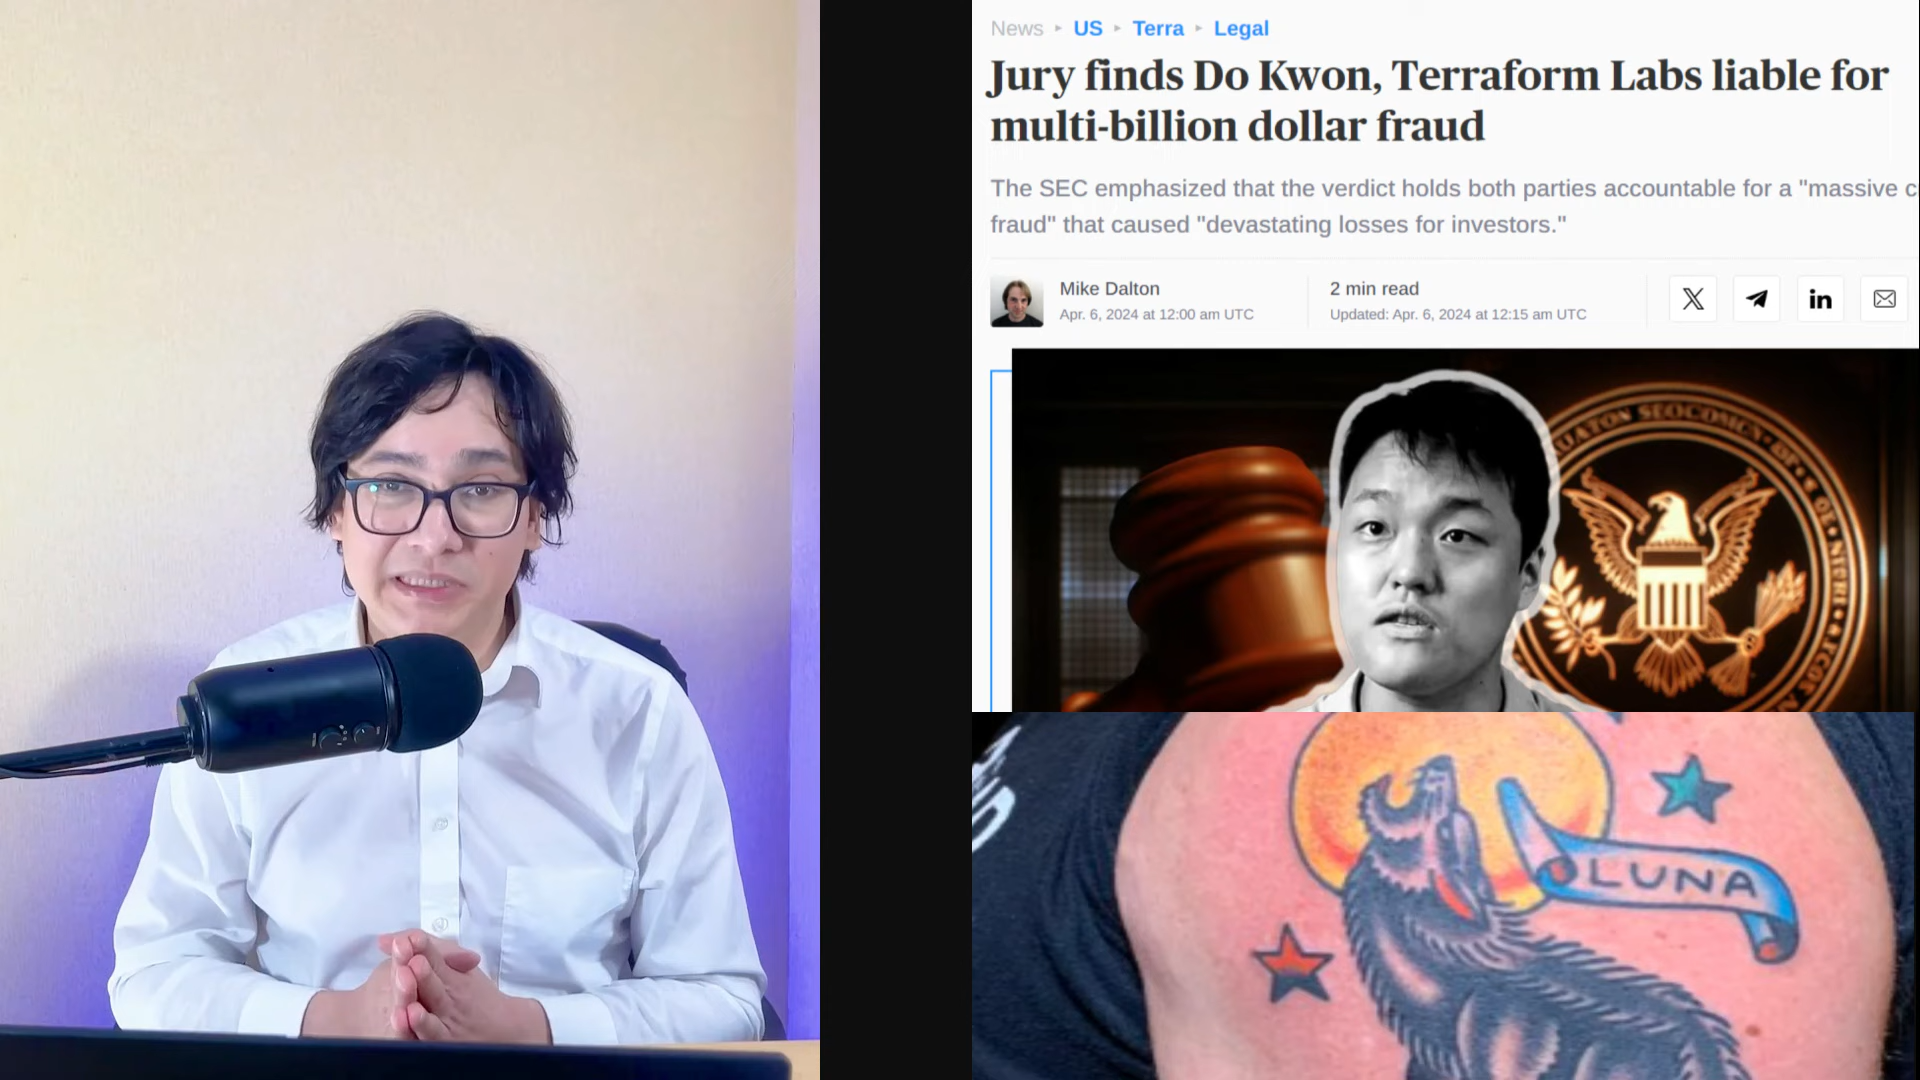 News ▸ US ▸ Terra ▸ Legal
Jury finds Do Kwon, Terraform Labs liable for
multi-billion dollar fraud
The SEC emphasized that the verdict holds both parties accountable for a "massive c
fraud" that caused "devastating losses for investors."
Mike Dalton
Apr. 6, 2024 at 12:00 am UTC
2 min read
Updated: Apr. 6, 2024 at 12:15 am UTC
LUNA